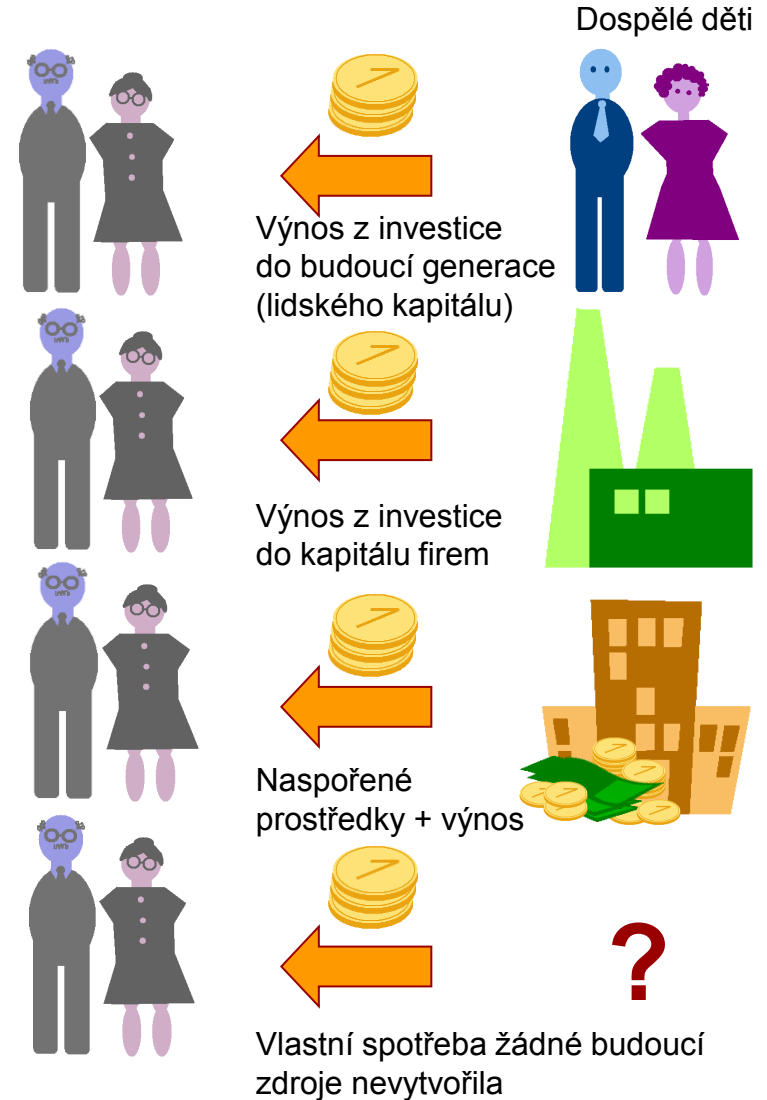 Dospělé děti
Výnos z investice
do budoucí generace
(lidského kapitálu)
Výnos z investice
do kapitálu firem
Naspořené
prostředky + výnos
?
Vlastní spotřeba žádné budoucí
zdroje nevytvořila